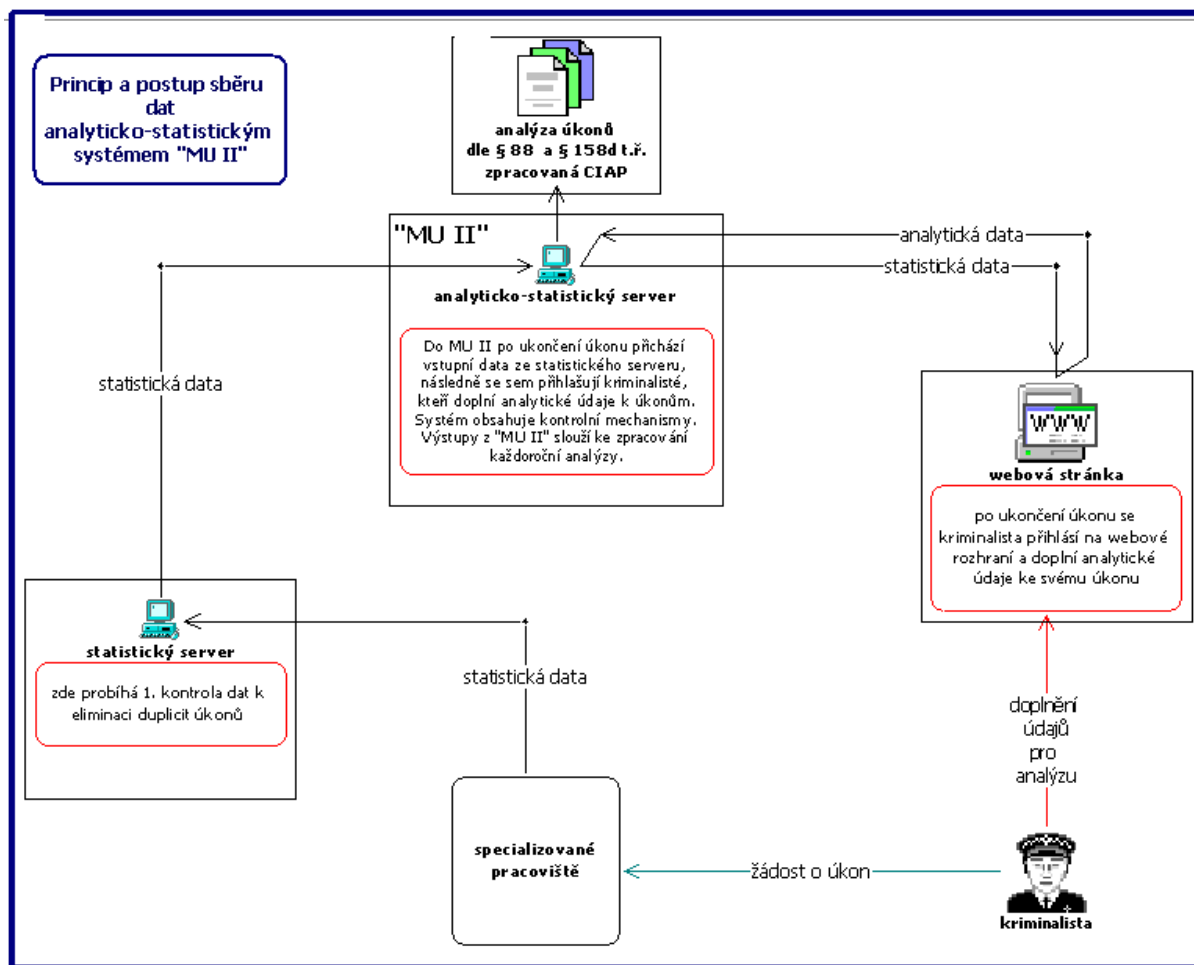 Princip a postup sběru
dat
analyticko-statistickým
systémem "MU II"
analýza úkonů
dle § 88 a § 158d t.ř.
zpracovaná CIAP
"MU II"
analyticko-statistický server
Do MU II po ukončení úkonu přichází
vstupní data ze statistického serveru,
následně se sem přihlašují kriminalisté,
kteří doplní analytické údaje k úkonům.
Systém obsahuje kontrolní mechanismy.
Výstupy z "MU II" slouží ke zpracování
každoroční analýzy.
analytická data
statistická data
statistická data
WWW
webová stránka
po ukončení úkonu se
kriminalista přihlásí na webové
rozhraní a doplní analytické
údaje ke svému úkonu
statistický server
zde probíhá 1. kontrola dat k
eliminaci duplicit úkonů
statistická data
doplnění
údajů
pro
analýzu
specializované
pracoviště
žádost o úkon
kriminalista